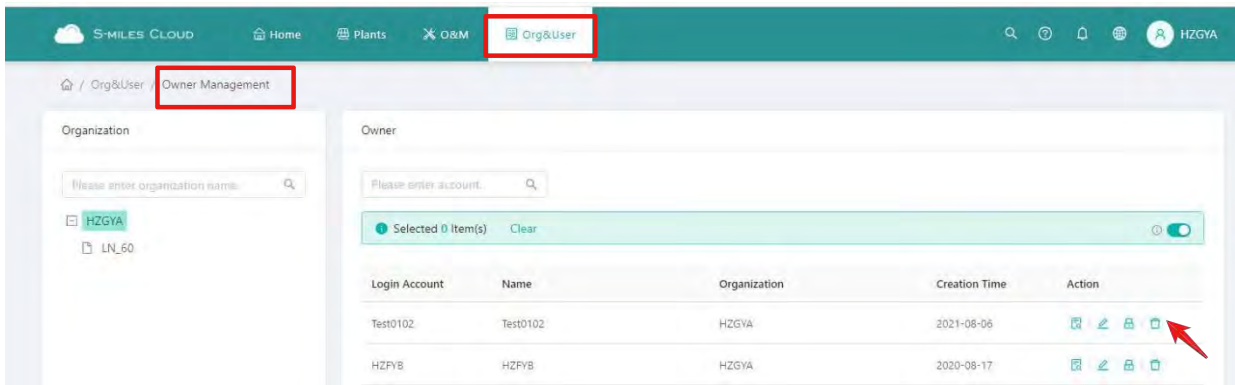 S-MILES CLOUD Home Plants O&M Org&User HZGYA
/ Org&User / Owner Management
Organization
Owner
Please enter organization name.
Please enter account.
HZGYA
LN_60
Selected 0 Item(s) Clear
Login Account Name Organization Creation Time Action
Test0102 Test0102 HZGYA 2021-08-06
HZFYB HZFYB HZGYA 2020-08-17